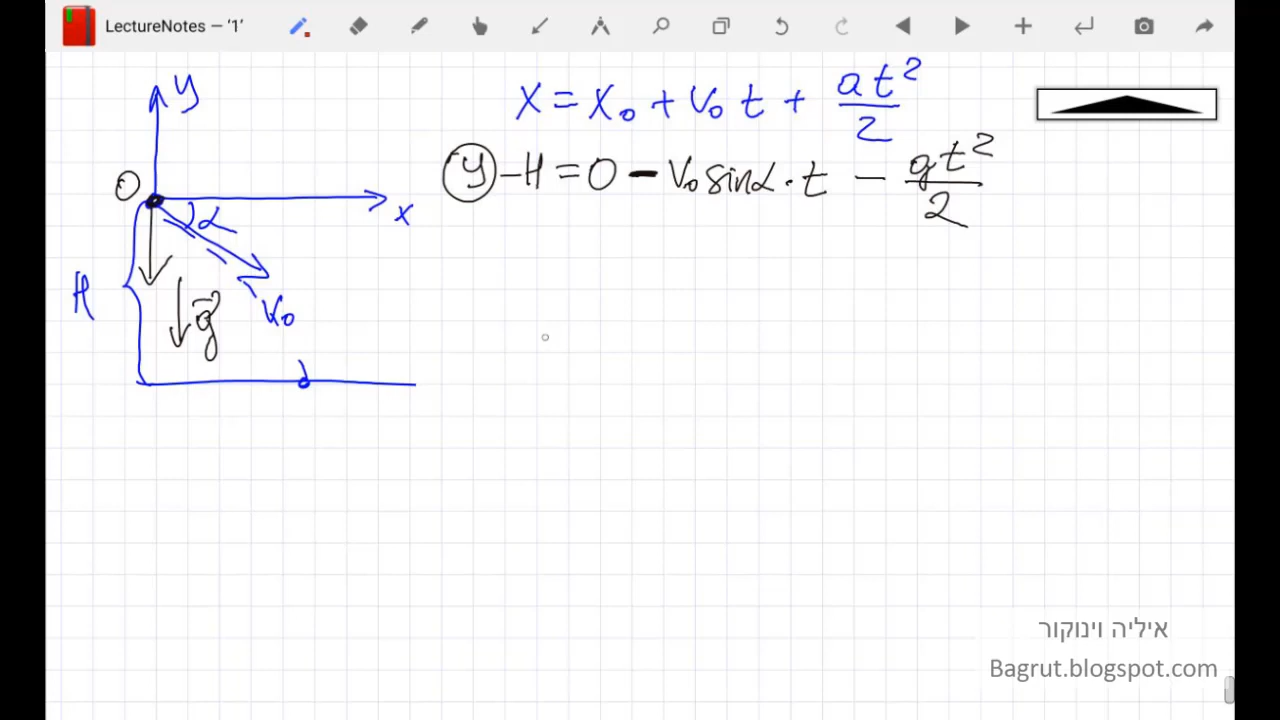 LectureNotes – '1'
x = x₀ + v₀ t + at²/2
y -H = 0 - v₀ sinα · t - gt²/2
y
O
x
α
H
g⃗
v₀
איליה וינוקור
Bagrut.blogspot.com